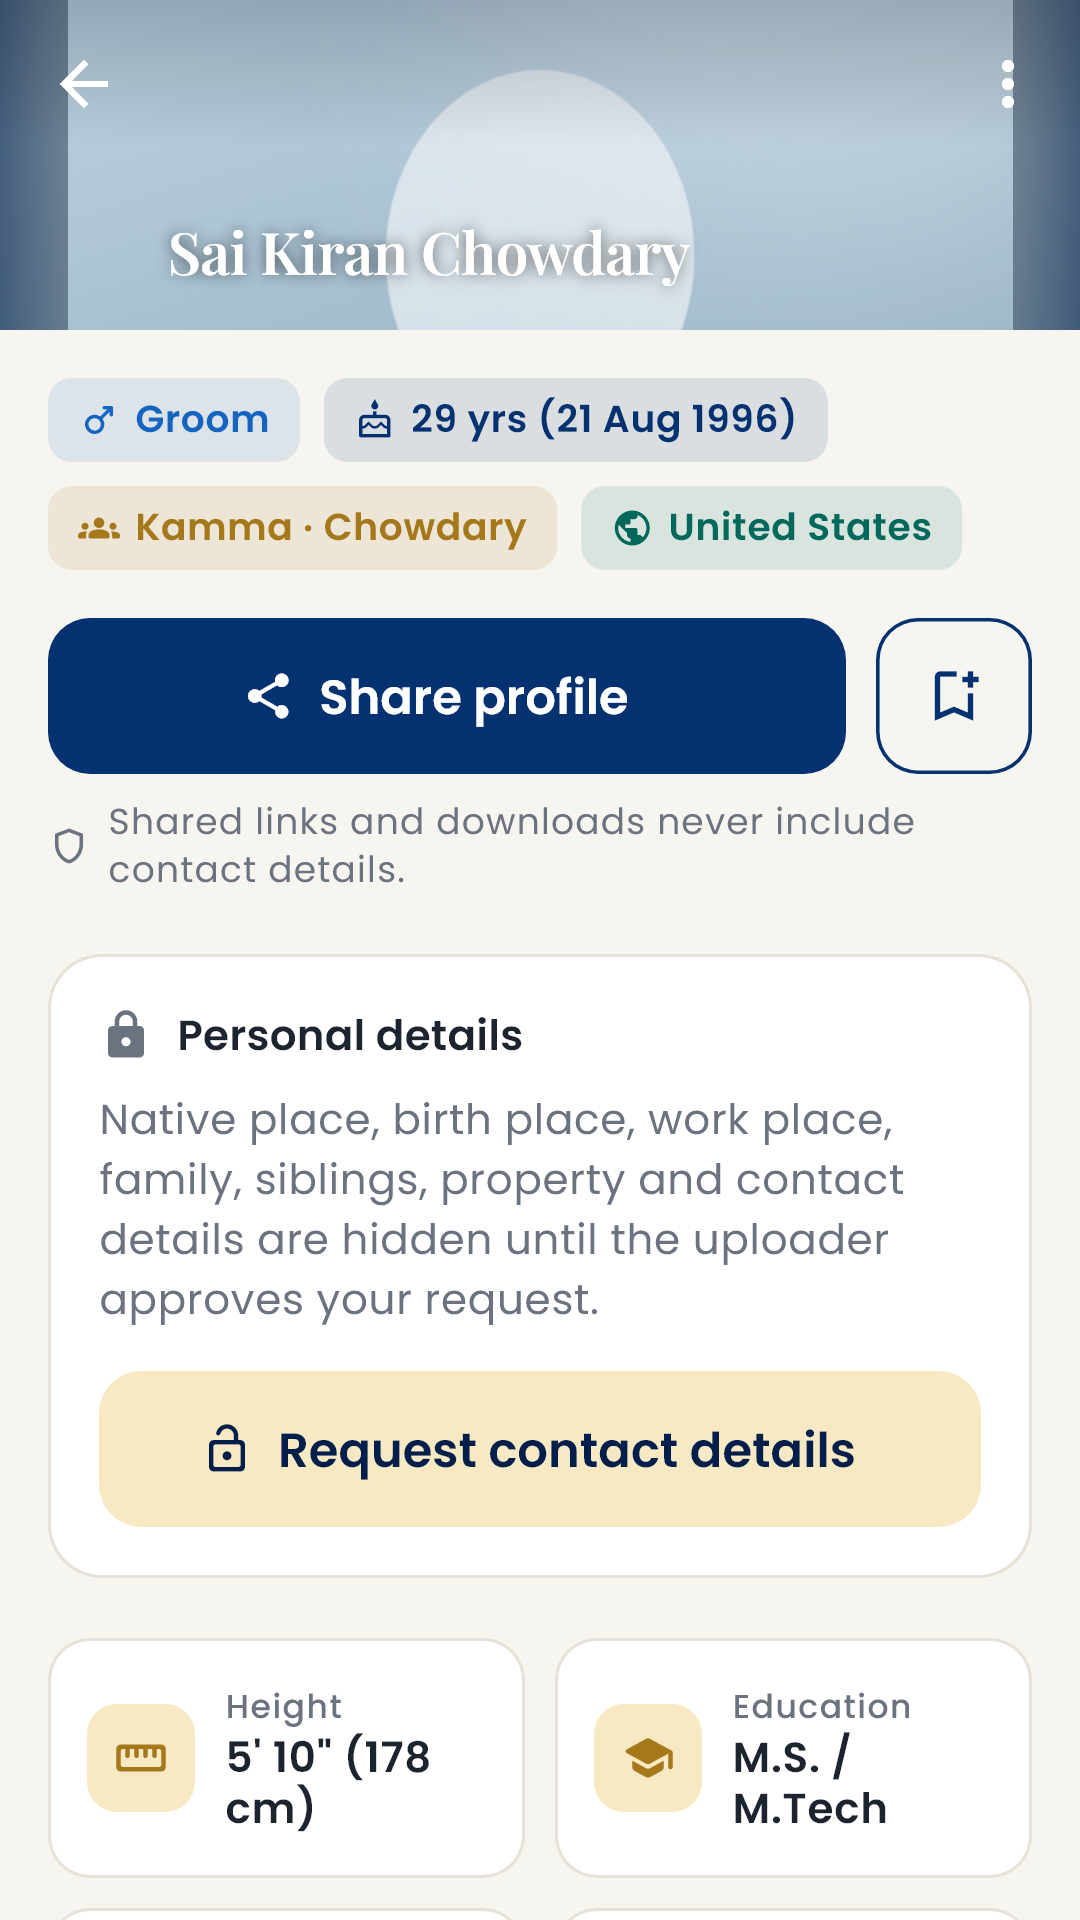 Sai Kiran Chowdary
Groom
29 yrs (21 Aug 1996)
Kamma · Chowdary
United States
Share profile
Shared links and downloads never include
contact details.
Personal details
Native place, birth place, work place,
family, siblings, property and contact
details are hidden until the uploader
approves your request.
Request contact details
Height
5' 10" (178
cm)
Education
M.S. /
M.Tech